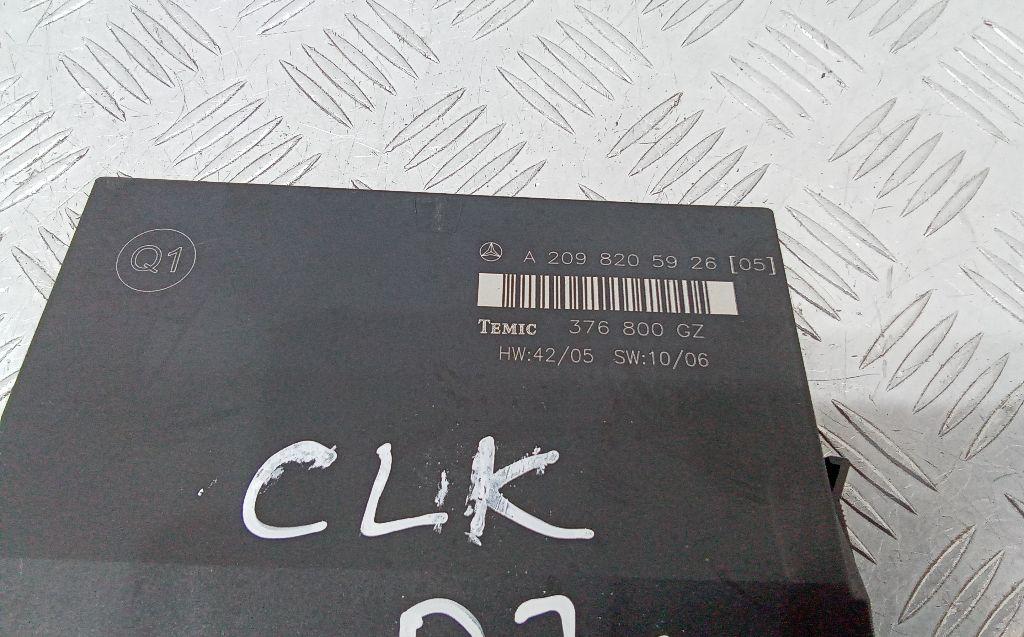 Q1
A 209 820 59 26 [05]
TEMIC 376 800 GZ
HW:42/05 SW:10/06
CLK